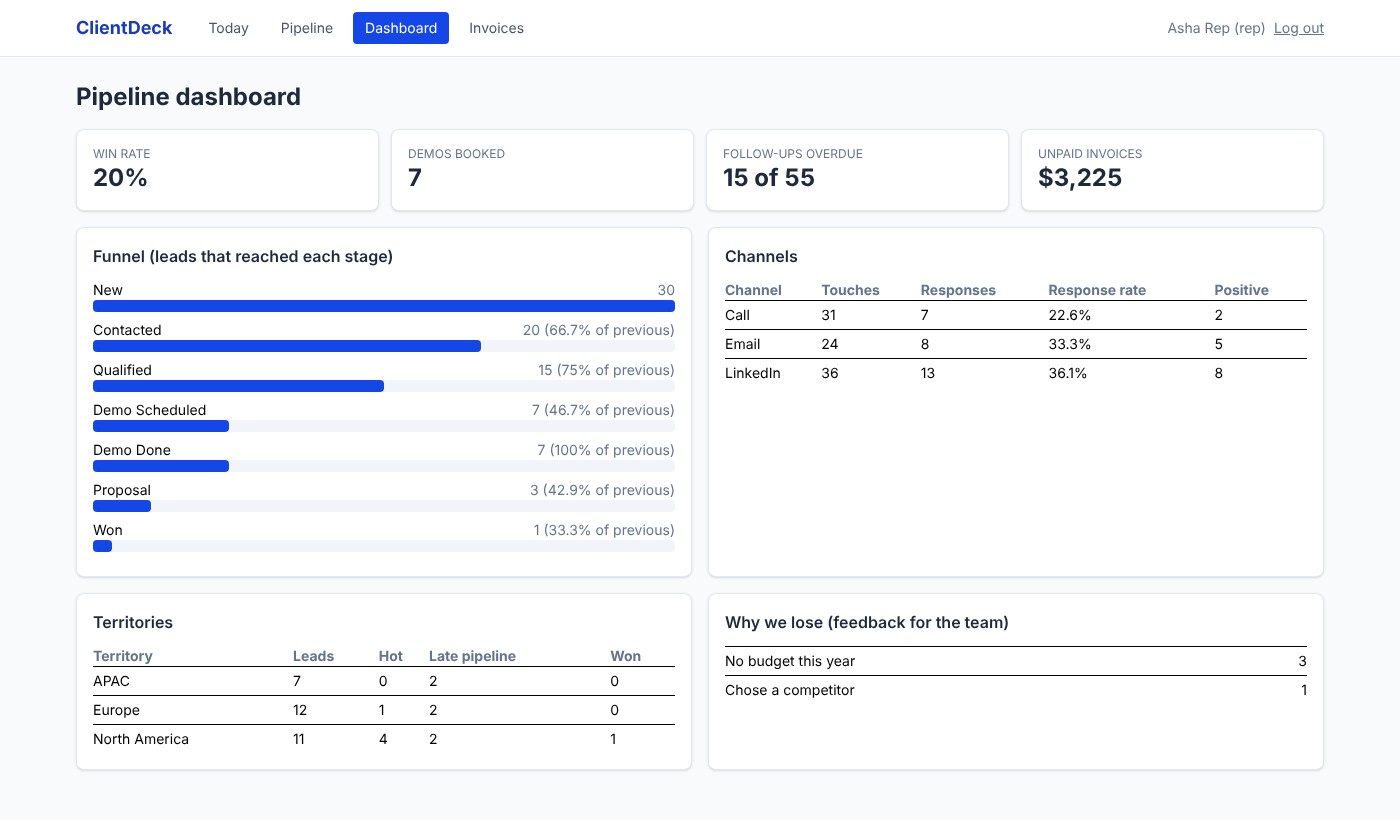 ClientDeck Today Pipeline Dashboard Invoices Asha Rep (rep) Log out
Pipeline dashboard
WIN RATE
20%
DEMOS BOOKED
7
FOLLOW-UPS OVERDUE
15 of 55
UNPAID INVOICES
$3,225
Funnel (leads that reached each stage)
New 30
Contacted 20 (66.7% of previous)
Qualified 15 (75% of previous)
Demo Scheduled 7 (46.7% of previous)
Demo Done 7 (100% of previous)
Proposal 3 (42.9% of previous)
Won 1 (33.3% of previous)
Channels
Channel Touches Responses Response rate Positive
Call 31 7 22.6% 2
Email 24 8 33.3% 5
LinkedIn 36 13 36.1% 8
Territories
Territory Leads Hot Late pipeline Won
APAC 7 0 2 0
Europe 12 1 2 0
North America 11 4 2 1
Why we lose (feedback for the team)
No budget this year 3
Chose a competitor 1